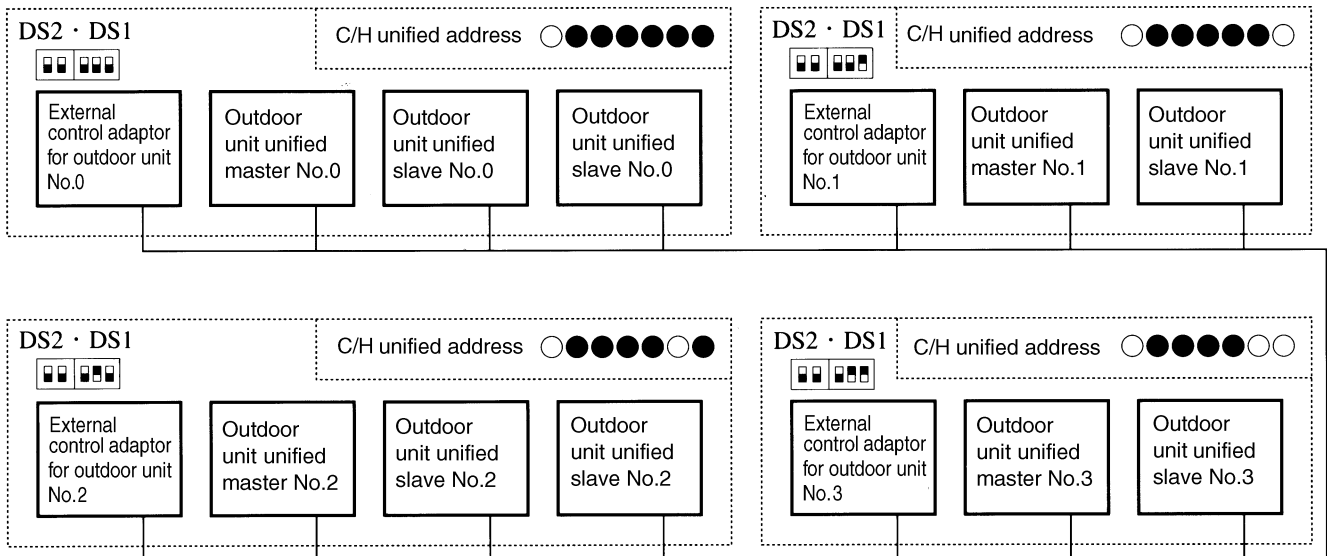 DS2・DS1
C/H unified address ○●●●●●●
External
control adaptor
for outdoor unit
No.0
Outdoor
unit unified
master No.0
Outdoor
unit unified
slave No.0
Outdoor
unit unified
slave No.0
DS2・DS1
C/H unified address ○●●●●●○
External
control adaptor
for outdoor unit
No.1
Outdoor
unit unified
master No.1
Outdoor
unit unified
slave No.1
DS2・DS1
C/H unified address ○●●●●○●
External
control adaptor
for outdoor unit
No.2
Outdoor
unit unified
master No.2
Outdoor
unit unified
slave No.2
Outdoor
unit unified
slave No.2
DS2・DS1
C/H unified address ○●●●●○○
External
control adaptor
for outdoor unit
No.3
Outdoor
unit unified
master No.3
Outdoor
unit unified
slave No.3